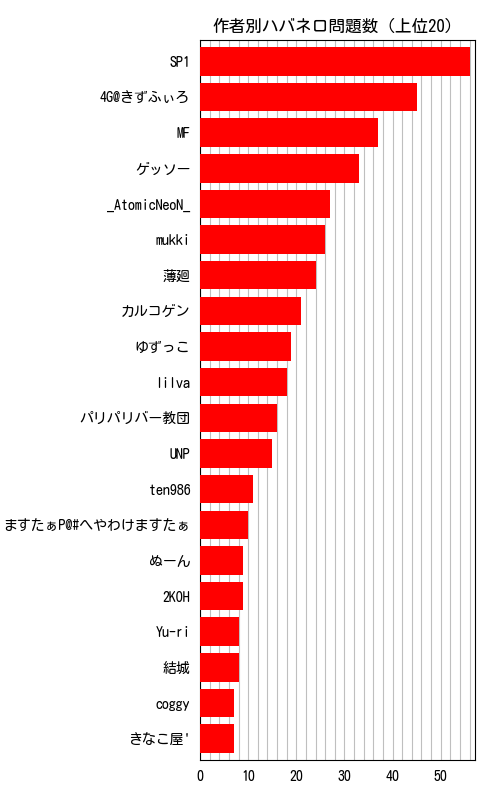 作者別ハバネロ問題数 (上位20)
SP1
4G@きずふぃろ
MF
ゲッソー
_AtomicNeoN_
mukki
薄廻
カルコゲン
ゆずっこ
lilva
バリバリバー教団
UNP
ten986
ますたぁP@#へやわけますたぁ
ぬーん
2KOH
Yu-ri
結城
coggy
きなこ屋'
0 10 20 30 40 50